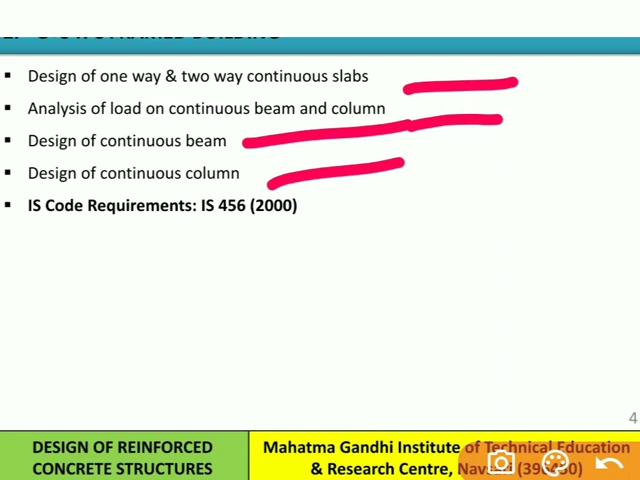 Design of one way & two way continuous slabs
Analysis of load on continuous beam and column
Design of continuous beam
Design of continuous column
IS Code Requirements: IS 456 (2000)
4
DESIGN OF REINFORCED
CONCRETE STRUCTURES
Mahatma Gandhi Institute of Technical Education
& Research Centre,